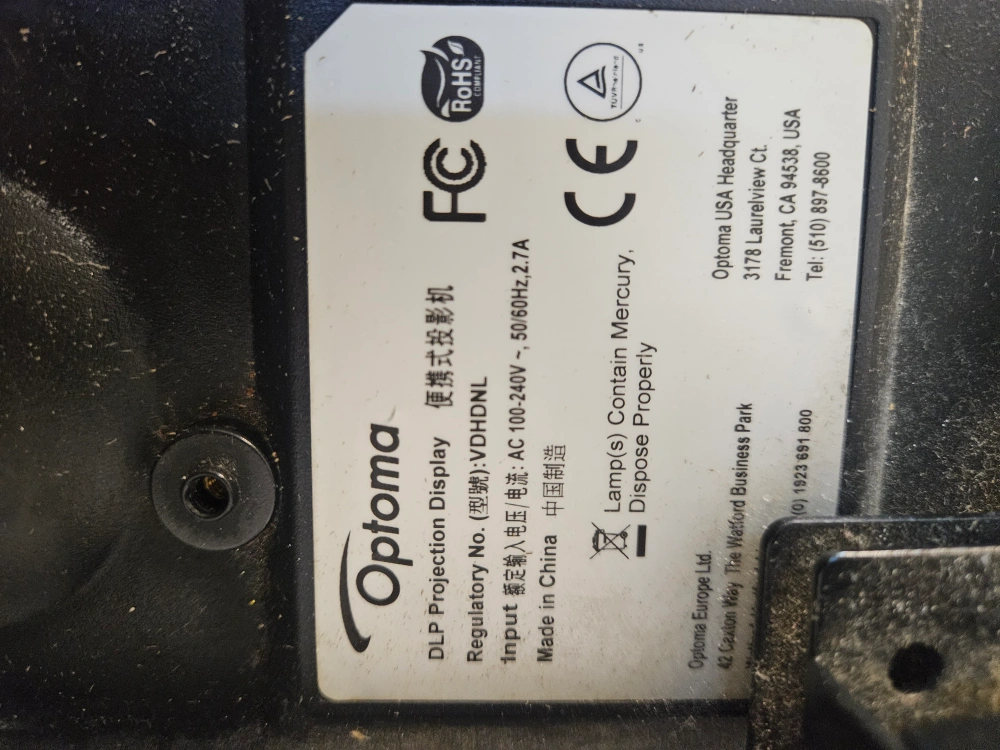 Optoma
DLP Projection Display 便携式投影机
Regulatory No. (型號):VDHDNL
Input 额定输入电压/电流: AC 100-240V ~, 50/60Hz,2.7A
Made in China 中国制造
FC
RoHS
COMPLIANT
CE
TUVRheinland
C US
Lamp(s) Contain Mercury,
Dispose Properly
Optoma Europe Ltd.
42 Caxton Way The Watford Business Park
(0) 1923 691 800
Optoma USA Headquarter
3178 Laurelview Ct.
Fremont, CA 94538, USA
Tel: (510) 897-8600